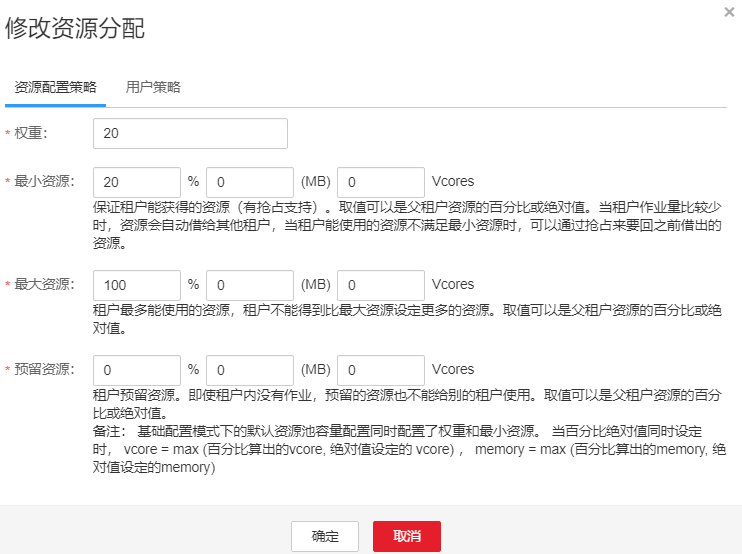 ×
修改资源分配
资源配置策略 用户策略
* 权重： 20
* 最小资源： 20 % 0 (MB) 0 Vcores
保证租户能获得的资源（有抢占支持）。取值可以是父租户资源的百分比或绝对值。当租户作业量比较少
时，资源会自动借给其他租户，当租户能使用的资源不满足最小资源时，可以通过抢占来要回之前借出的
资源。
* 最大资源： 100 % 0 (MB) 0 Vcores
租户最多能使用的资源，租户不能得到比最大资源设定更多的资源。取值可以是父租户资源的百分比或绝
对值。
* 预留资源： 0 % 0 (MB) 0 Vcores
租户预留资源。即使租户内没有作业，预留的资源也不能给别的租户使用。取值可以是父租户资源的百分
比或绝对值。
备注： 基础配置模式下的默认资源池容量配置同时配置了权重和最小资源。 当百分比绝对值同时设定
时， vcore = max (百分比算出的vcore, 绝对值设定的 vcore) ， memory = max (百分比算出的memory, 绝
对值设定的memory)
确定 取消